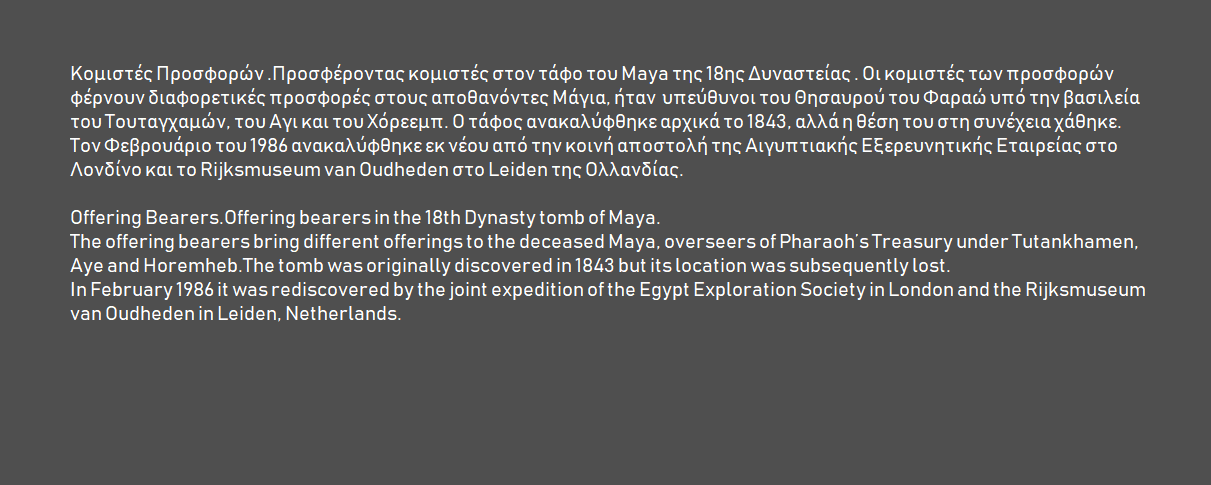 Κομιστές Προσφορών .Προσφέροντας κομιστές στον τάφο του Maya της 18ης Δυναστείας . Οι κομιστές των προσφορών
φέρνουν διαφορετικές προσφορές στους αποθανόντες Μάγια, ήταν  υπεύθυνοι του Θησαυρού του Φαραώ υπό την βασιλεία
του Τουταγχαμών, του Αγι και του Χόρεεμπ. Ο τάφος ανακαλύφθηκε αρχικά το 1843, αλλά η θέση του στη συνέχεια χάθηκε.
Τον Φεβρουάριο του 1986 ανακαλύφθηκε εκ νέου από την κοινή αποστολή της Αιγυπτιακής Εξερευνητικής Εταιρείας στο
Λονδίνο και το Rijksmuseum van Oudheden στο Leiden της Ολλανδίας.

Offering Bearers.Offering bearers in the 18th Dynasty tomb of Maya.
The offering bearers bring different offerings to the deceased Maya, overseers of Pharaoh's Treasury under Tutankhamen,
Aye and Horemheb.The tomb was originally discovered in 1843 but its location was subsequently lost.
In February 1986 it was rediscovered by the joint expedition of the Egypt Exploration Society in London and the Rijksmuseum
van Oudheden in Leiden, Netherlands.